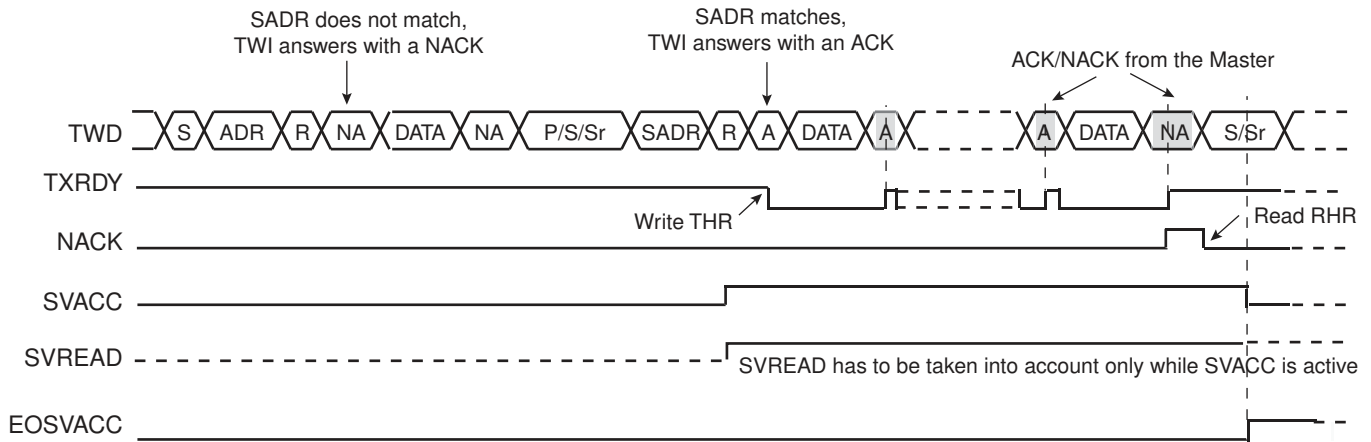 SADR does not match,
TWI answers with a NACK
SADR matches,
TWI answers with an ACK
ACK/NACK from the Master
TWD S ADR R NA DATA NA P/S/Sr SADR R A DATA A A DATA NA S/Sr
TXRDY
Write THR
Read RHR
NACK
SVACC
SVREAD
SVREAD has to be taken into account only while SVACC is active
EOSVACC